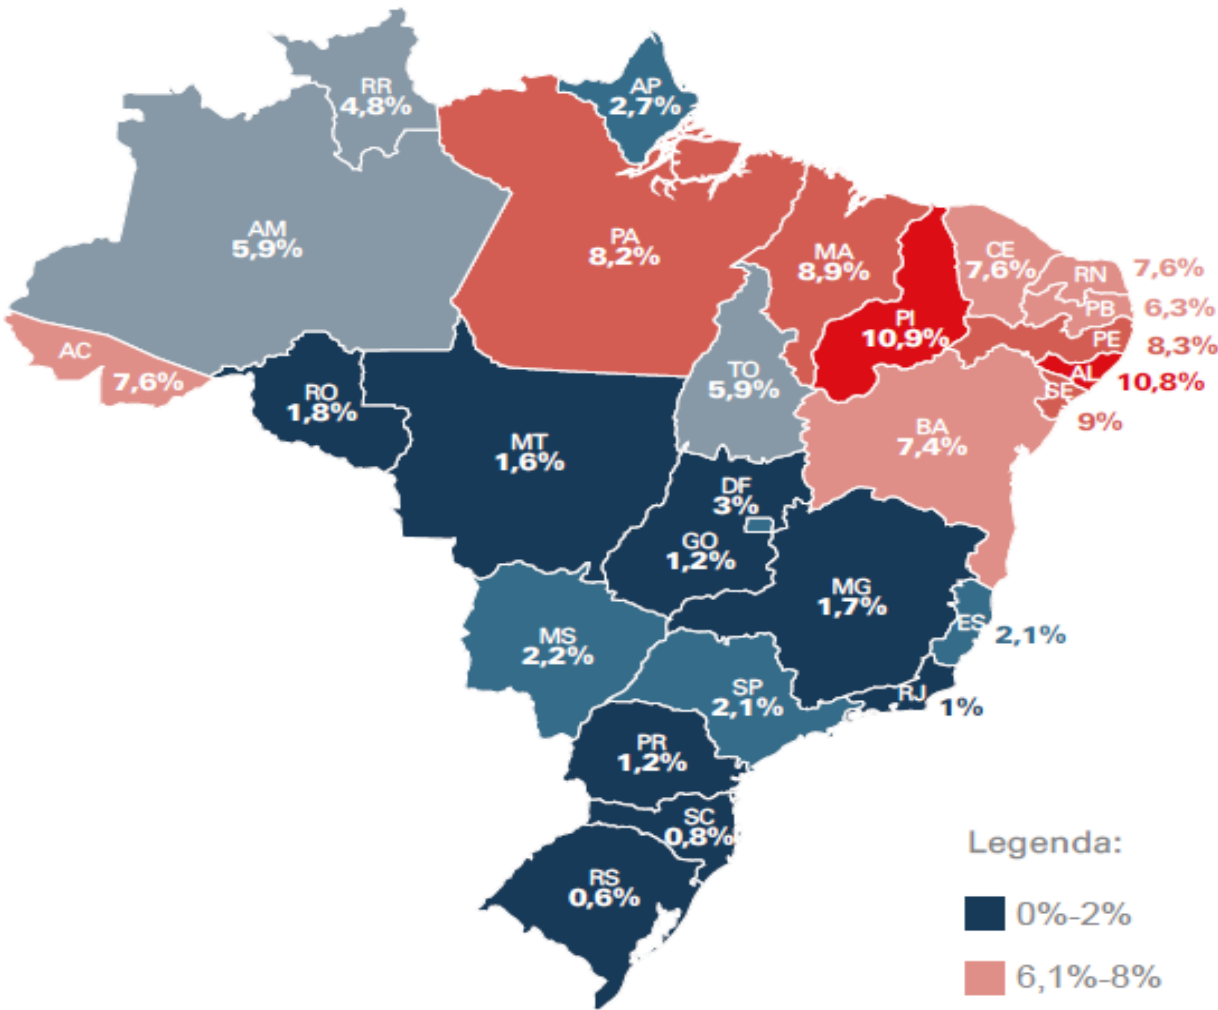 RR
4,8%
AP
2,7%
AM
5,9%
PA
8,2%
MA
8,9%
CE
7,6%
RN
7,6%
PB
6,3%
PI
10,9%
PE
8,3%
AC
7,6%
AL
10,8%
SE
9%
TO
5,9%
RO
1,8%
BA
7,4%
MT
1,6%
DF
3%
GO
1,2%
MG
1,7%
ES
2,1%
MS
2,2%
SP
2,1%
RJ
1%
PR
1,2%
SC
0,8%
RS
0,6%
Legenda:
0%-2%
6,1%-8%